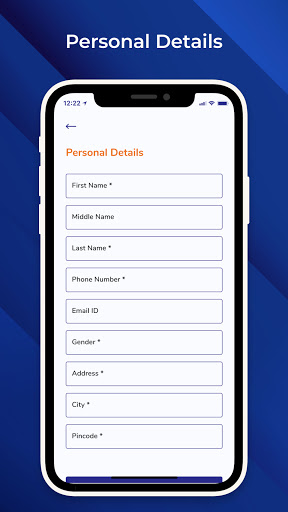 Personal Details
12:22
Personal Details
First Name *
Middle Name
Last Name *
Phone Number *
Email ID
Gender *
Address *
City *
Pincode *